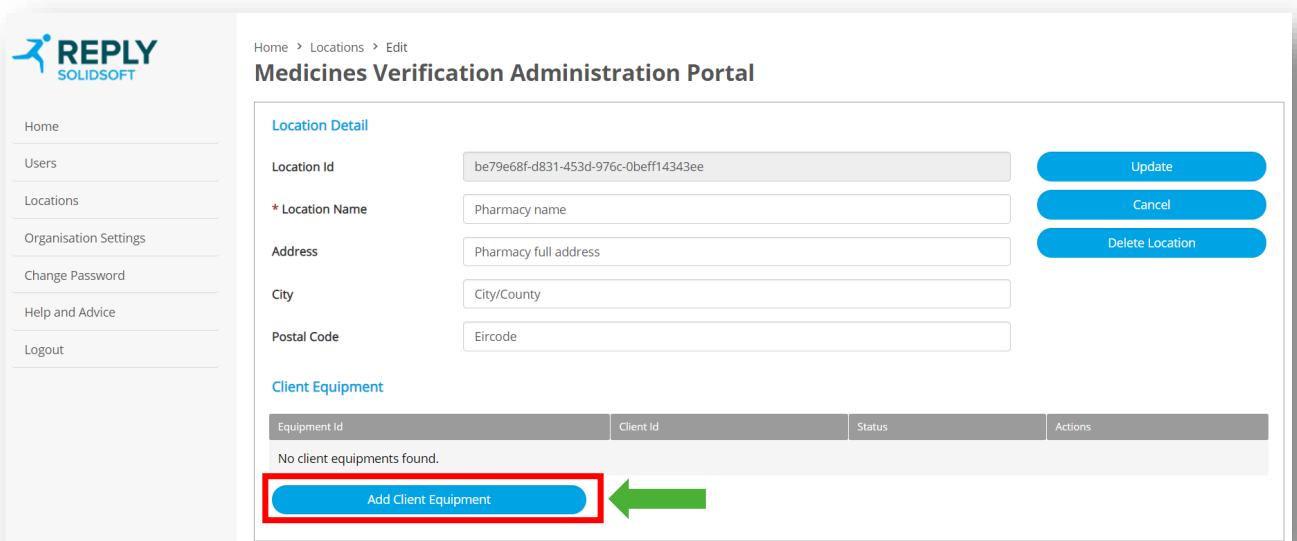 REPLY
SOLIDSOFT
Home
Users
Locations
Organisation Settings
Change Password
Help and Advice
Logout
Home > Locations > Edit
Medicines Verification Administration Portal
Location Detail
Location Id be79e68f-d831-453d-976c-0beff14343ee Update
* Location Name Pharmacy name Cancel
Address Pharmacy full address Delete Location
City City/County
Postal Code Eircode
Client Equipment
Equipment Id Client Id Status Actions
No client equipments found.
Add Client Equipment